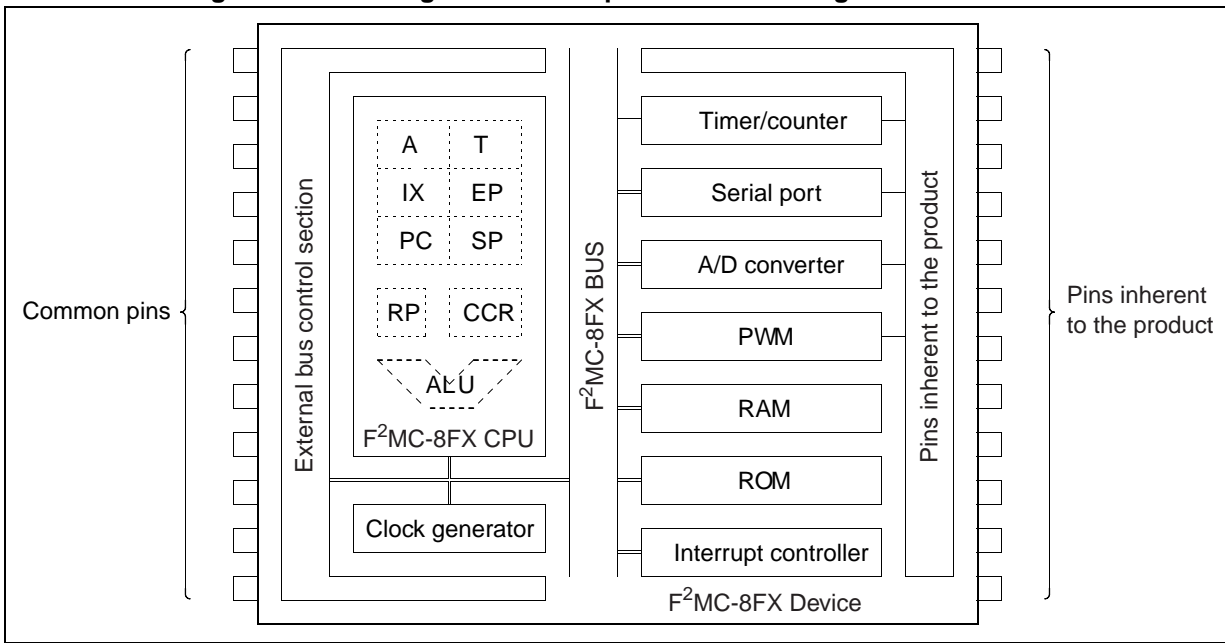 Common pins
External bus control section
A T
IX EP
PC SP
RP CCR
ALU
F²MC-8FX CPU
Clock generator
F²MC-8FX BUS
Timer/counter
Serial port
A/D converter
PWM
RAM
ROM
Interrupt controller
Pins inherent to the product
F²MC-8FX Device
Pins inherent
to the product